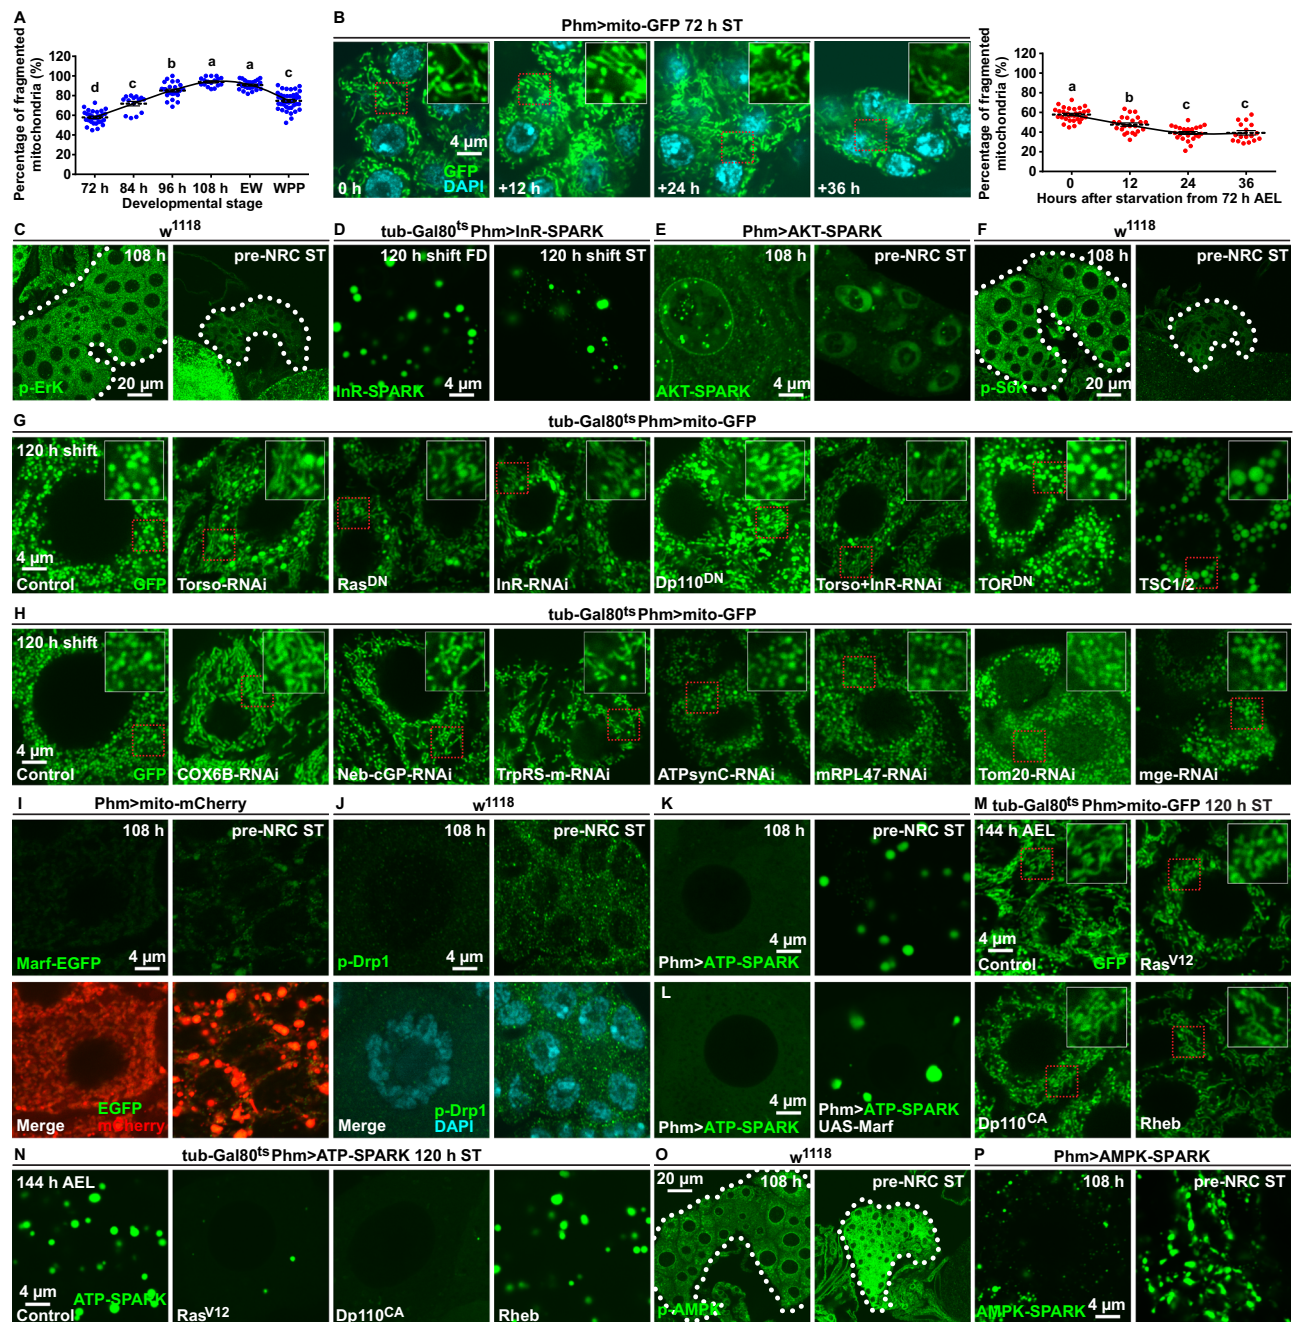 A
Percentage of fragmented
mitochondria (%)
120
100
80
60
40
20
0
d
c
b
a
a
c
72 h
84 h
96 h
108 h
EW
WPP
Developmental stage
B
Phm>mito-GFP 72 h ST
4 µm
GFP
DAPI
0 h
+12 h
+24 h
+36 h
Percentage of fragmented
mitochondria (%)
120
100
80
60
40
20
0
a
b
c
c
0
12
24
36
Hours after starvation from 72 h AEL
C
w1118
108 h
pre-NRC ST
p-ErK
20 µm
D
tub-Gal80ts Phm>InR-SPARK
120 h shift FD
120 h shift ST
InR-SPARK
4 µm
E
Phm>AKT-SPARK
108 h
pre-NRC ST
AKT-SPARK
4 µm
F
w1118
108 h
pre-NRC ST
p-S6K
20 µm
G
tub-Gal80ts Phm>mito-GFP
120 h shift
4 µm
Control
GFP
Torso-RNAi
RasDN
InR-RNAi
Dp110DN
Torso+InR-RNAi
TORDN
TSC1/2
H
tub-Gal80ts Phm>mito-GFP
120 h shift
4 µm
Control
GFP
COX6B-RNAi
Neb-cGP-RNAi
TrpRS-m-RNAi
ATPsynC-RNAi
mRPL47-RNAi
Tom20-RNAi
mge-RNAi
I
Phm>mito-mCherry
108 h
pre-NRC ST
Marf-EGFP
4 µm
Merge
EGFP
mCherry
J
w1118
108 h
pre-NRC ST
p-Drp1
4 µm
Merge
p-Drp1
DAPI
K
108 h
pre-NRC ST
4 µm
Phm>ATP-SPARK
L
4 µm
Phm>ATP-SPARK
Phm>ATP-SPARK
UAS-Marf
M
tub-Gal80ts Phm>mito-GFP 120 h ST
144 h AEL
4 µm
Control
GFP
RasV12
Dp110CA
Rheb
N
tub-Gal80ts Phm>ATP-SPARK 120 h ST
144 h AEL
4 µm
ATP-SPARK
Control
RasV12
Dp110CA
Rheb
O
w1118
20 µm
108 h
pre-NRC ST
p-AMPK
P
Phm>AMPK-SPARK
108 h
pre-NRC ST
AMPK-SPARK
4 µm